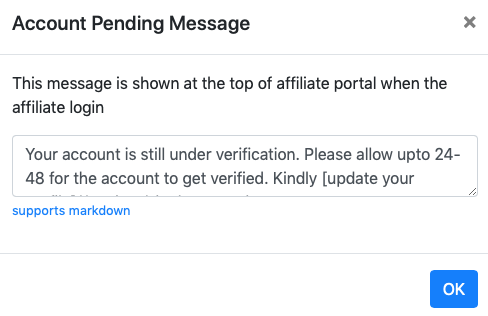 Account Pending Message
×
This message is shown at the top of affiliate portal when the
affiliate login
Your account is still under verification. Please allow upto 24-
48 for the account to get verified. Kindly [update your
supports markdown
OK